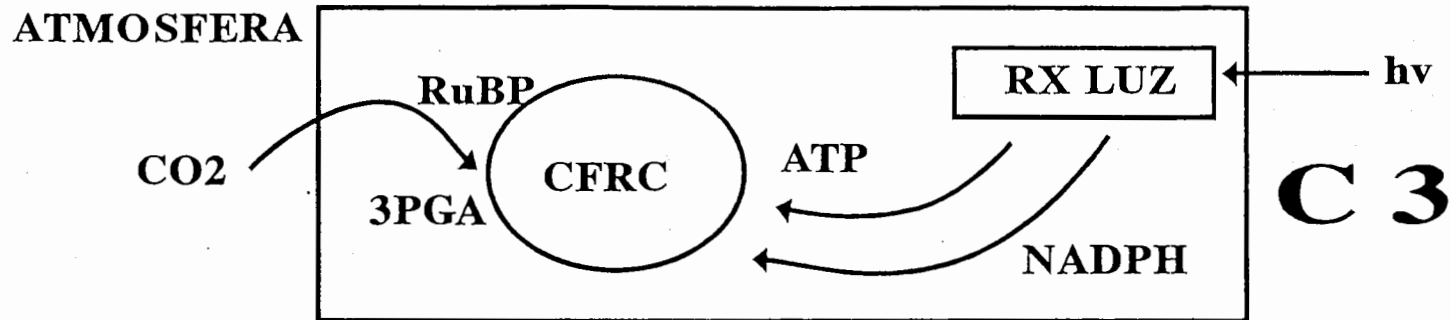 ATMOSFERA
RX LUZ
hv
RuBP
CO2
CFRC
ATP
C 3
3PGA
NADPH